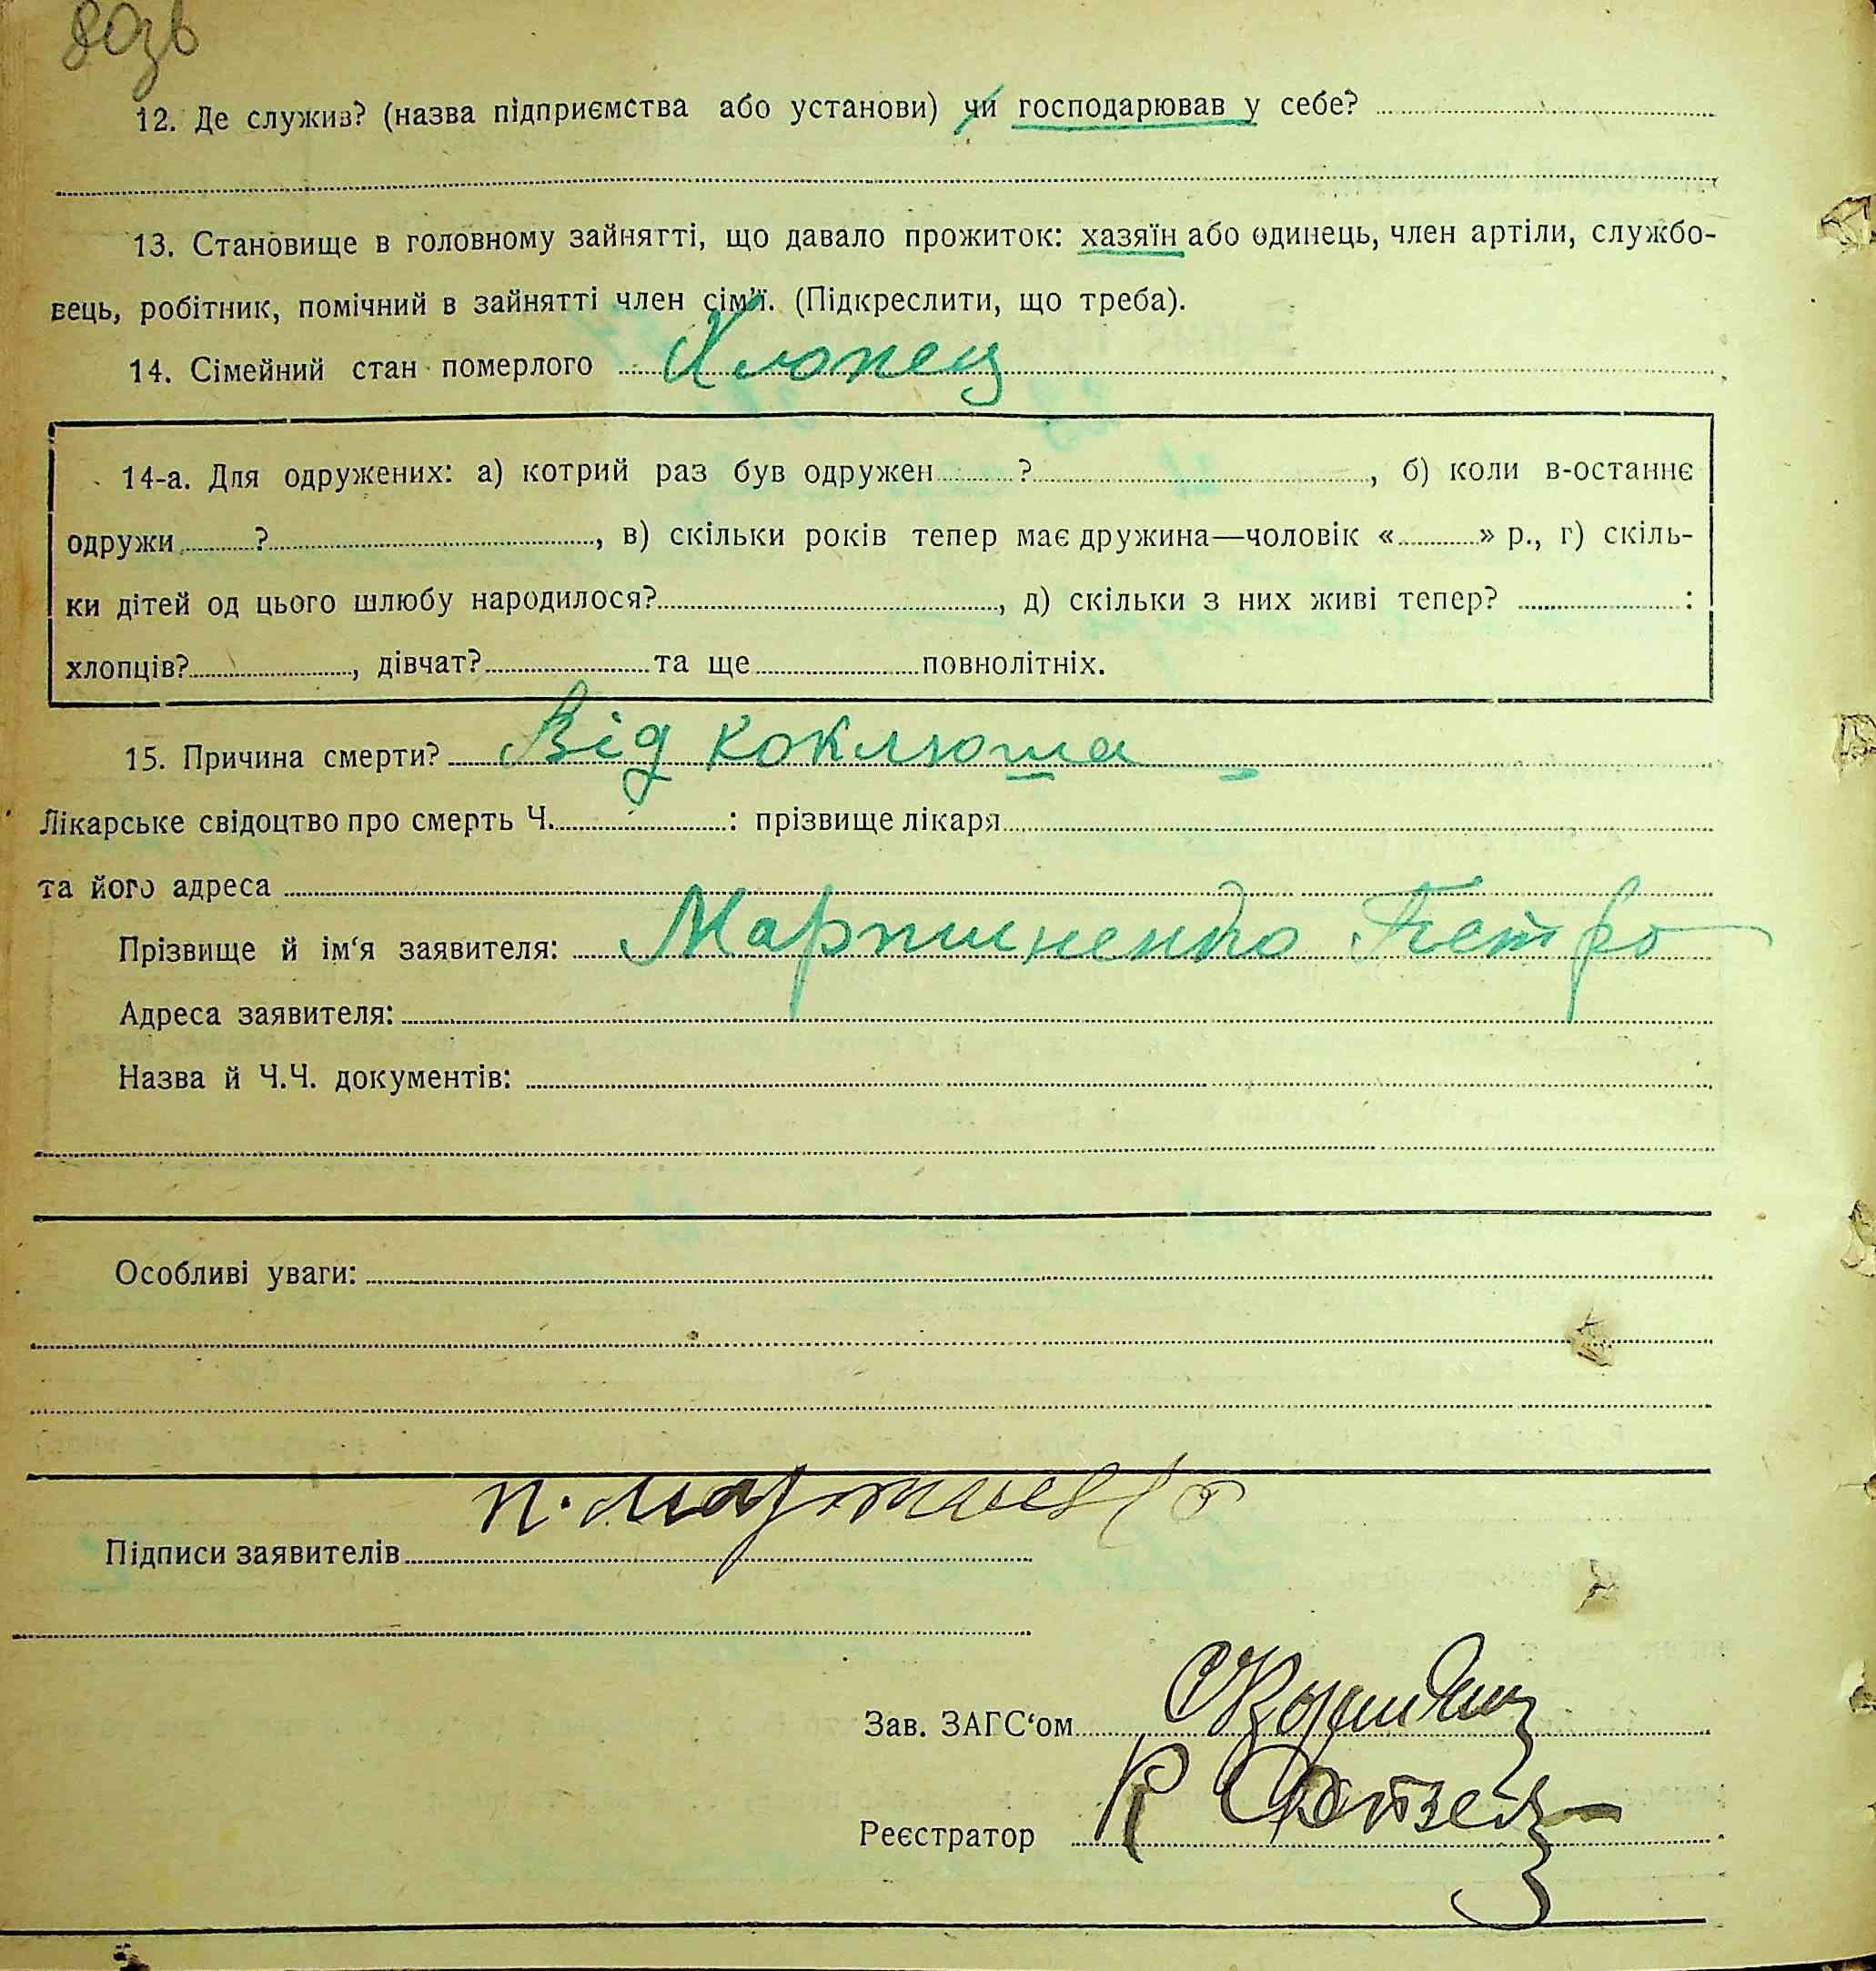 80зв
12. Де служив? (назва підприємства або установи) чи господарював у себе?
13. Становище в головному зайнятті, що давало прожиток: хазяїн або одинець, член артіли, службо-
вець, робітник, помічний в зайнятті член сім'ї. (Підкреслити, що треба).
14. Сімейний стан померлого Хлопец
14-а. Для одружених: а) котрий раз був одружен ?, б) коли в-останнє
одружи ?, в) скільки років тепер має дружина—чоловік « » р., г) скіль-
ки дітей од цього шлюбу народилося?, д) скільки з них живі тепер? :
хлопців?, дівчат? та ще повнолітніх.
15. Причина смерти? Від коклюша
Лікарське свідоцтво про смерть Ч. : прізвище лікаря
та його адреса
Прізвище й ім'я заявителя: Мартиненко Петро
Адреса заявителя:
Назва й Ч.Ч. документів:
Особливі уваги:
П. Мартиненко
Підписи заявителів
Зав. ЗАГС'ом
Реєстратор